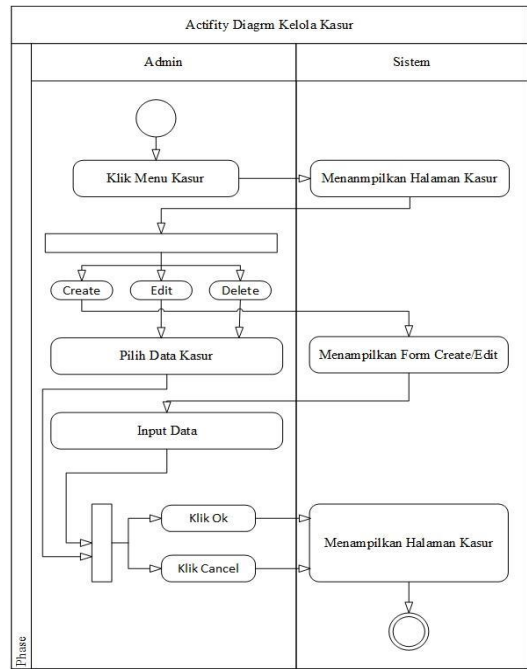 Actifity Diagrm Kelola Kasur
Admin
Sistem
Klik Menu Kasur
Menanmpilkan Halaman Kasur
Create
Edit
Delete
Pilih Data Kasur
Menampilkan Form Create/Edit
Input Data
Klik Ok
Menampilkan Halaman Kasur
Klik Cancel
Phase